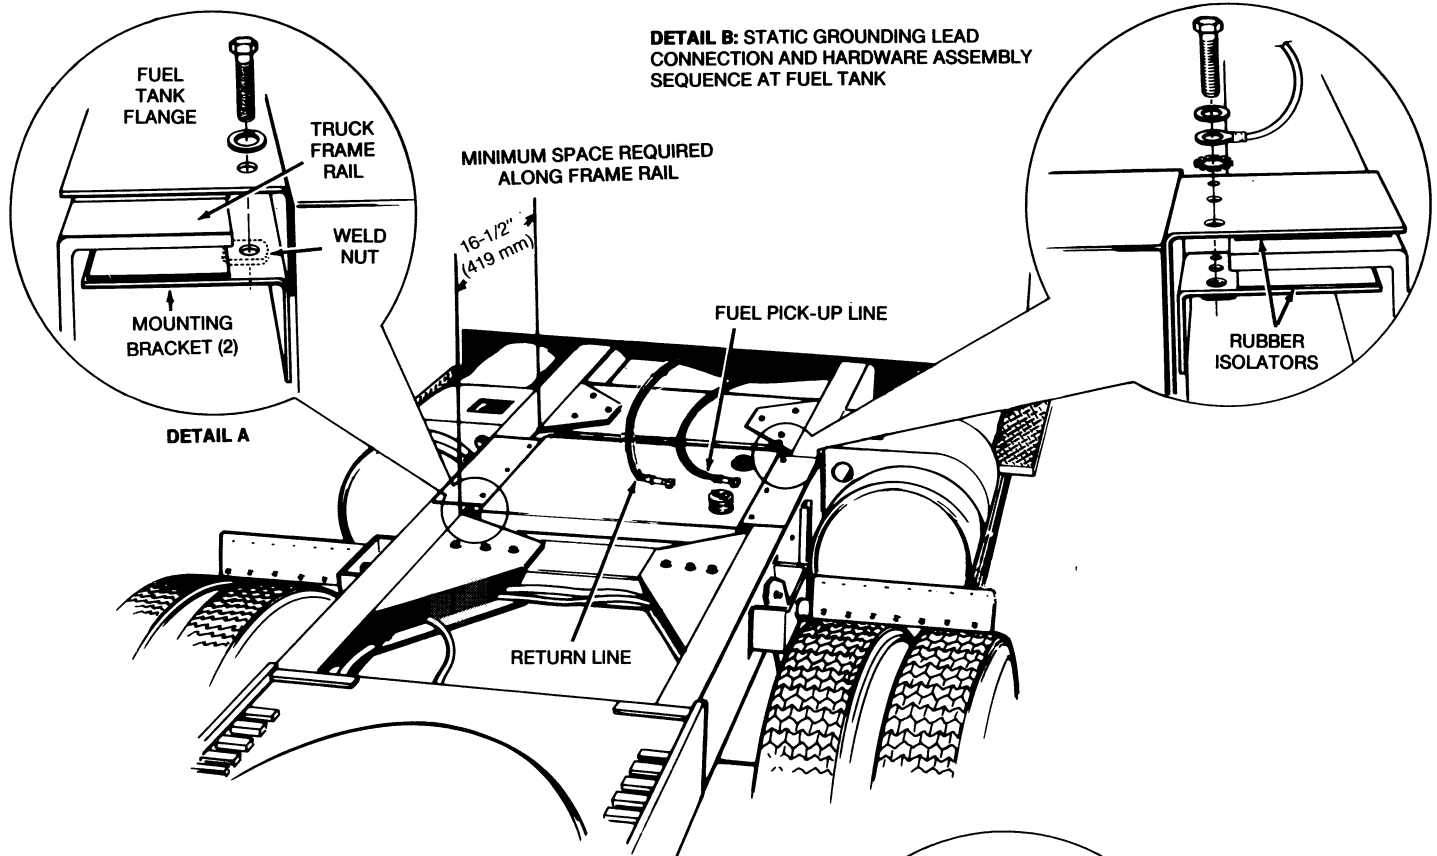 DETAIL B: STATIC GROUNDING LEAD
CONNECTION AND HARDWARE ASSEMBLY
SEQUENCE AT FUEL TANK
FUEL
TANK
FLANGE
TRUCK
FRAME
RAIL
WELD
NUT
MOUNTING
BRACKET (2)
DETAIL A
MINIMUM SPACE REQUIRED
ALONG FRAME RAIL
16-1/2"
(419 mm)
FUEL PICK-UP LINE
RUBBER
ISOLATORS
RETURN LINE